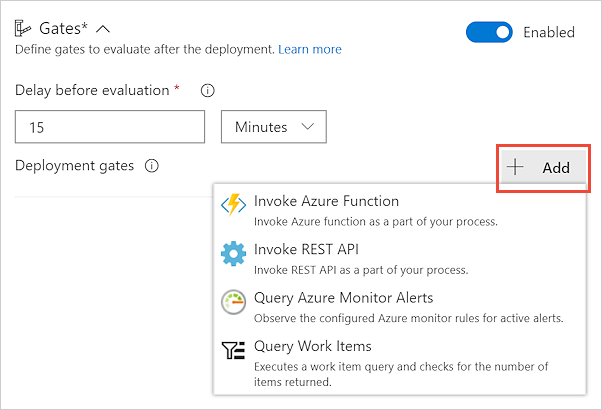 Gates*
Enabled
Define gates to evaluate after the deployment. Learn more
Delay before evaluation *
15
Minutes
Deployment gates
+ Add
Invoke Azure Function
Invoke Azure function as a part of your process.
Invoke REST API
Invoke REST API as a part of your process.
Query Azure Monitor Alerts
Observe the configured Azure monitor rules for active alerts.
Query Work Items
Executes a work item query and checks for the number of
items returned.